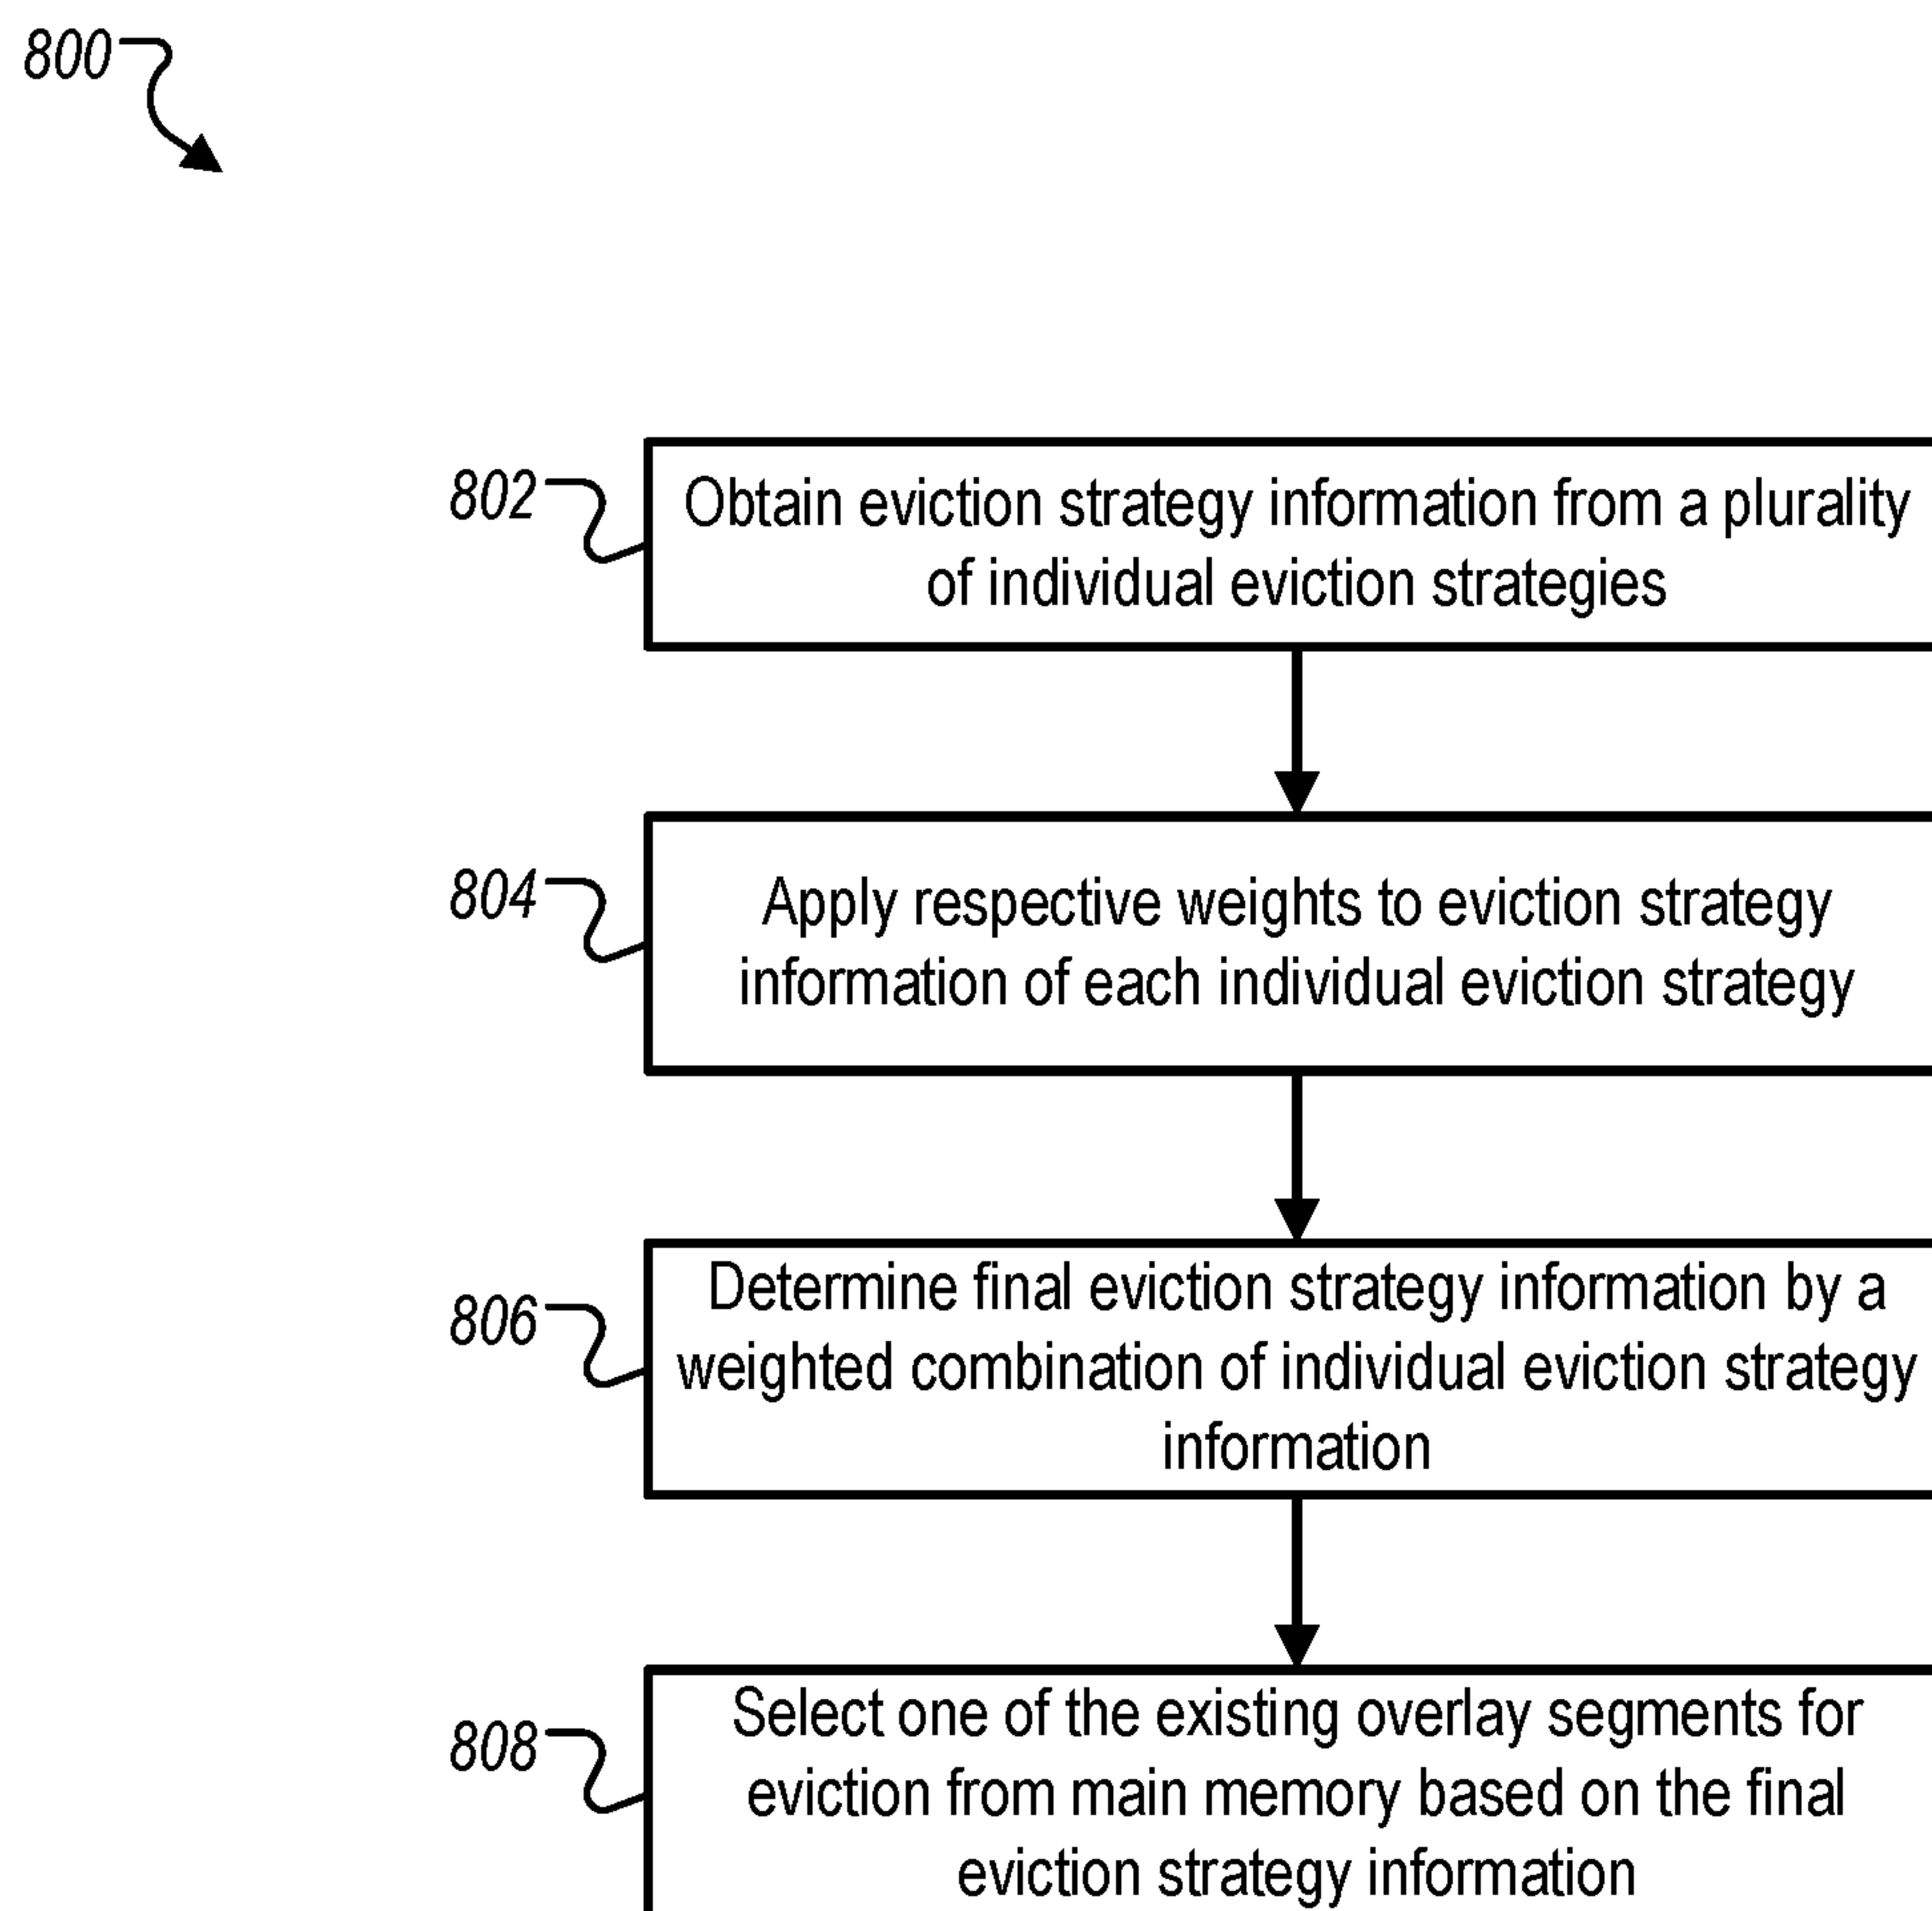 800
802
Obtain eviction strategy information from a plurality
of individual eviction strategies
804
Apply respective weights to eviction strategy
information of each individual eviction strategy
806
Determine final eviction strategy information by a
weighted combination of individual eviction strategy
information
808
Select one of the existing overlay segments for
eviction from main memory based on the final
eviction strategy information